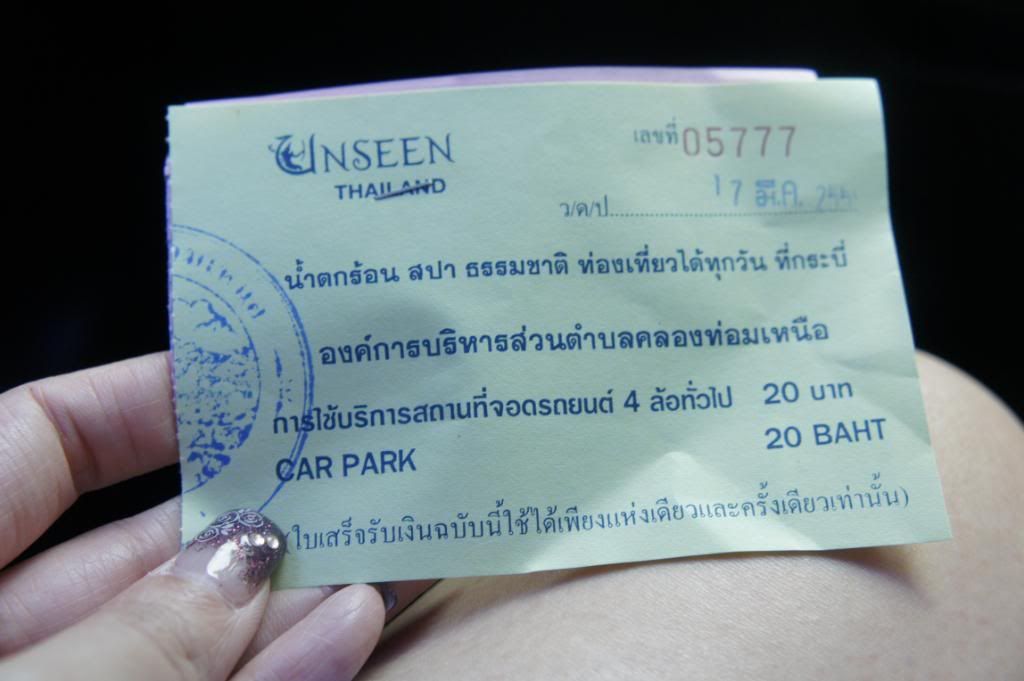 UNSEEN
THAILAND
เลขที่ 05777
ว/ด/ป.............................. 17 มี.ค.
น้ำตกร้อน สปา ธรรมชาติ ท่องเที่ยวได้ทุกวัน ที่กระบี่
องค์การบริหารส่วนตำบลคลองท่อมเหนือ
การใช้บริการสถานที่จอดรถยนต์ 4 ล้อทั่วไป 20 บาท
CAR PARK 20 BAHT
(ใบเสร็จรับเงินฉบับนี้ใช้ได้เพียงแห่งเดียวและครั้งเดียวเท่านั้น)